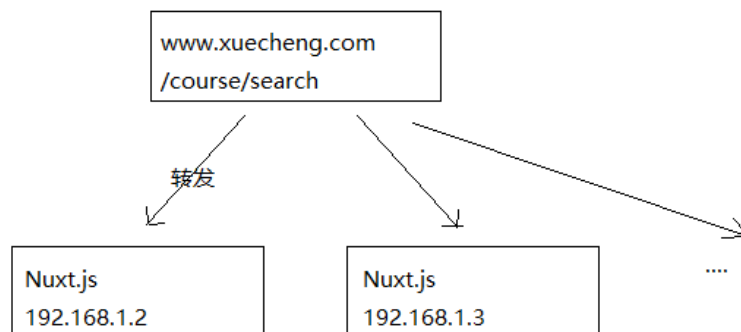 www.xuecheng.com
/course/search
转发
Nuxt.js
192.168.1.2
Nuxt.js
192.168.1.3
....